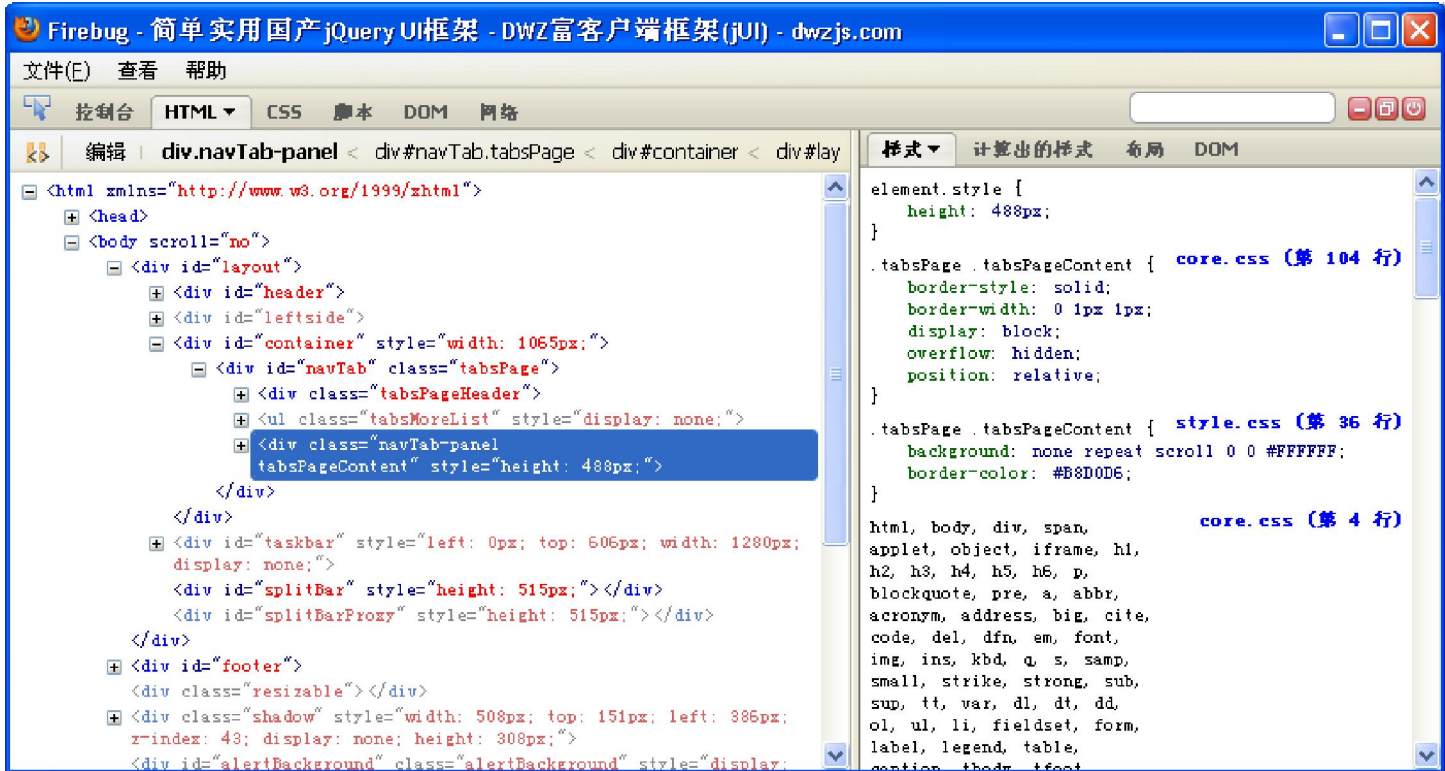 Firebug - 简单实用国产jQuery UI框架 - DWZ富客户端框架(jUI) - dwzjs.com
文件(F) 查看 帮助
控制台 HTML CSS 脚本 DOM 网络
编辑 div.navTab-panel < div#navTab.tabsPage < div#container < div#lay
<html xmlns="http://www.w3.org/1999/xhtml">
<head>
<body scroll="no">
<div id="layout">
<div id="header">
<div id="leftside">
<div id="container" style="width: 1065px;">
<div id="navTab" class="tabsPage">
<div class="tabsPageHeader">
<ul class="tabsMoreList" style="display: none;">
<div class="navTab-panel
tabsPageContent" style="height: 488px;">
</div>
</div>
<div id="taskbar" style="left: 0px; top: 606px; width: 1280px;
display: none;">
<div id="splitBar" style="height: 515px;"></div>
<div id="splitBarProxy" style="height: 515px;"></div>
</div>
<div id="footer">
<div class="resizable"></div>
<div class="shadow" style="width: 508px; top: 151px; left: 386px;
z-index: 43; display: none; height: 308px;">
<div id="alertBackground" class="alertBackground" style="display:
样式 计算出的样式 布局 DOM
element.style {
height: 488px;
}
.tabsPage .tabsPageContent { core.css (第 104 行)
border-style: solid;
border-width: 0 1px 1px;
display: block;
overflow: hidden;
position: relative;
}
.tabsPage .tabsPageContent { style.css (第 36 行)
background: none repeat scroll 0 0 #FFFFFF;
border-color: #B8D0D6;
}
html, body, div, span, core.css (第 4 行)
applet, object, iframe, h1,
h2, h3, h4, h5, h6, p,
blockquote, pre, a, abbr,
acronym, address, big, cite,
code, del, dfn, em, font,
img, ins, kbd, q, s, samp,
small, strike, strong, sub,
sup, tt, var, dl, dt, dd,
ol, ul, li, fieldset, form,
label, legend, table,
caption, tbody, tfoot,